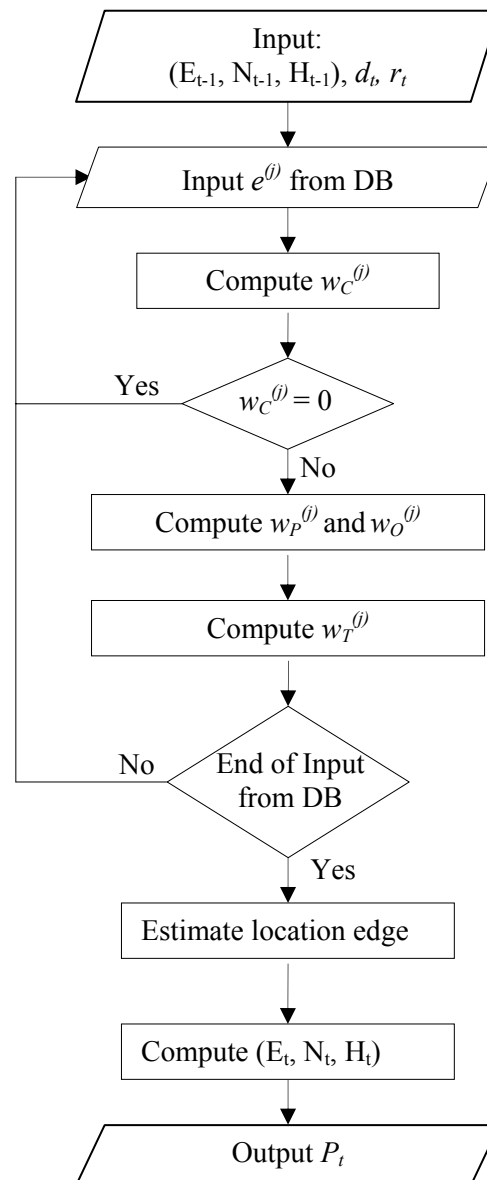 Input:
(E_{t-1}, N_{t-1}, H_{t-1}), d_t, r_t
Input e^{(j)} from DB
Compute w_C^{(j)}
Yes
w_C^{(j)} = 0
No
Compute w_P^{(j)} and w_O^{(j)}
Compute w_T^{(j)}
No
End of Input
from DB
Yes
Estimate location edge
Compute (E_t, N_t, H_t)
Output P_t